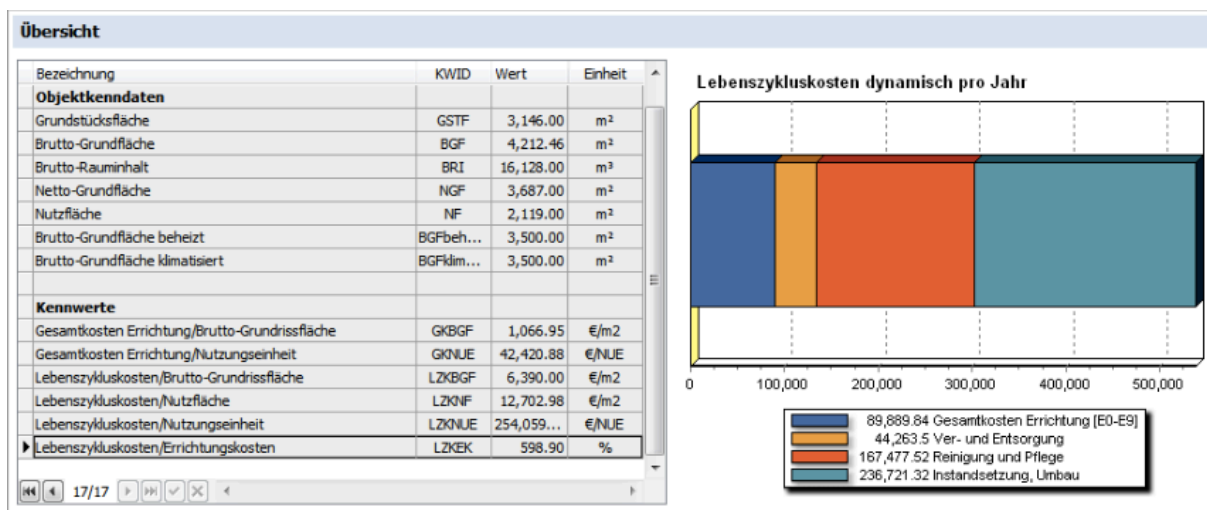 Übersicht
Bezeichnung KWID Wert Einheit
Objektkenndaten
Grundstücksfläche GSTF 3,146.00 m²
Brutto-Grundfläche BGF 4,212.46 m²
Brutto-Rauminhalt BRI 16,128.00 m³
Netto-Grundfläche NGF 3,687.00 m²
Nutzfläche NF 2,119.00 m²
Brutto-Grundfläche beheizt BGFbeh... 3,500.00 m²
Brutto-Grundfläche klimatisiert BGFklim... 3,500.00 m²
Kennwerte
Gesamtkosten Errichtung/Brutto-Grundrissfläche GKBGF 1,066.95 €/m2
Gesamtkosten Errichtung/Nutzungseinheit GKNUE 42,420.88 €/NUE
Lebenszykluskosten/Brutto-Grundrissfläche LZKBGF 6,390.00 €/m2
Lebenszykluskosten/Nutzfläche LZKNF 12,702.98 €/m2
Lebenszykluskosten/Nutzungseinheit LZKNUE 254,059... €/NUE
Lebenszykluskosten/Errichtungskosten LZKEK 598.90 %
17/17
Lebenszykluskosten dynamisch pro Jahr
0 100,000 200,000 300,000 400,000 500,000
89,889.84 Gesamtkosten Errichtung [E0-E9]
44,263.5 Ver- und Entsorgung
167,477.52 Reinigung und Pflege
236,721.32 Instandsetzung, Umbau